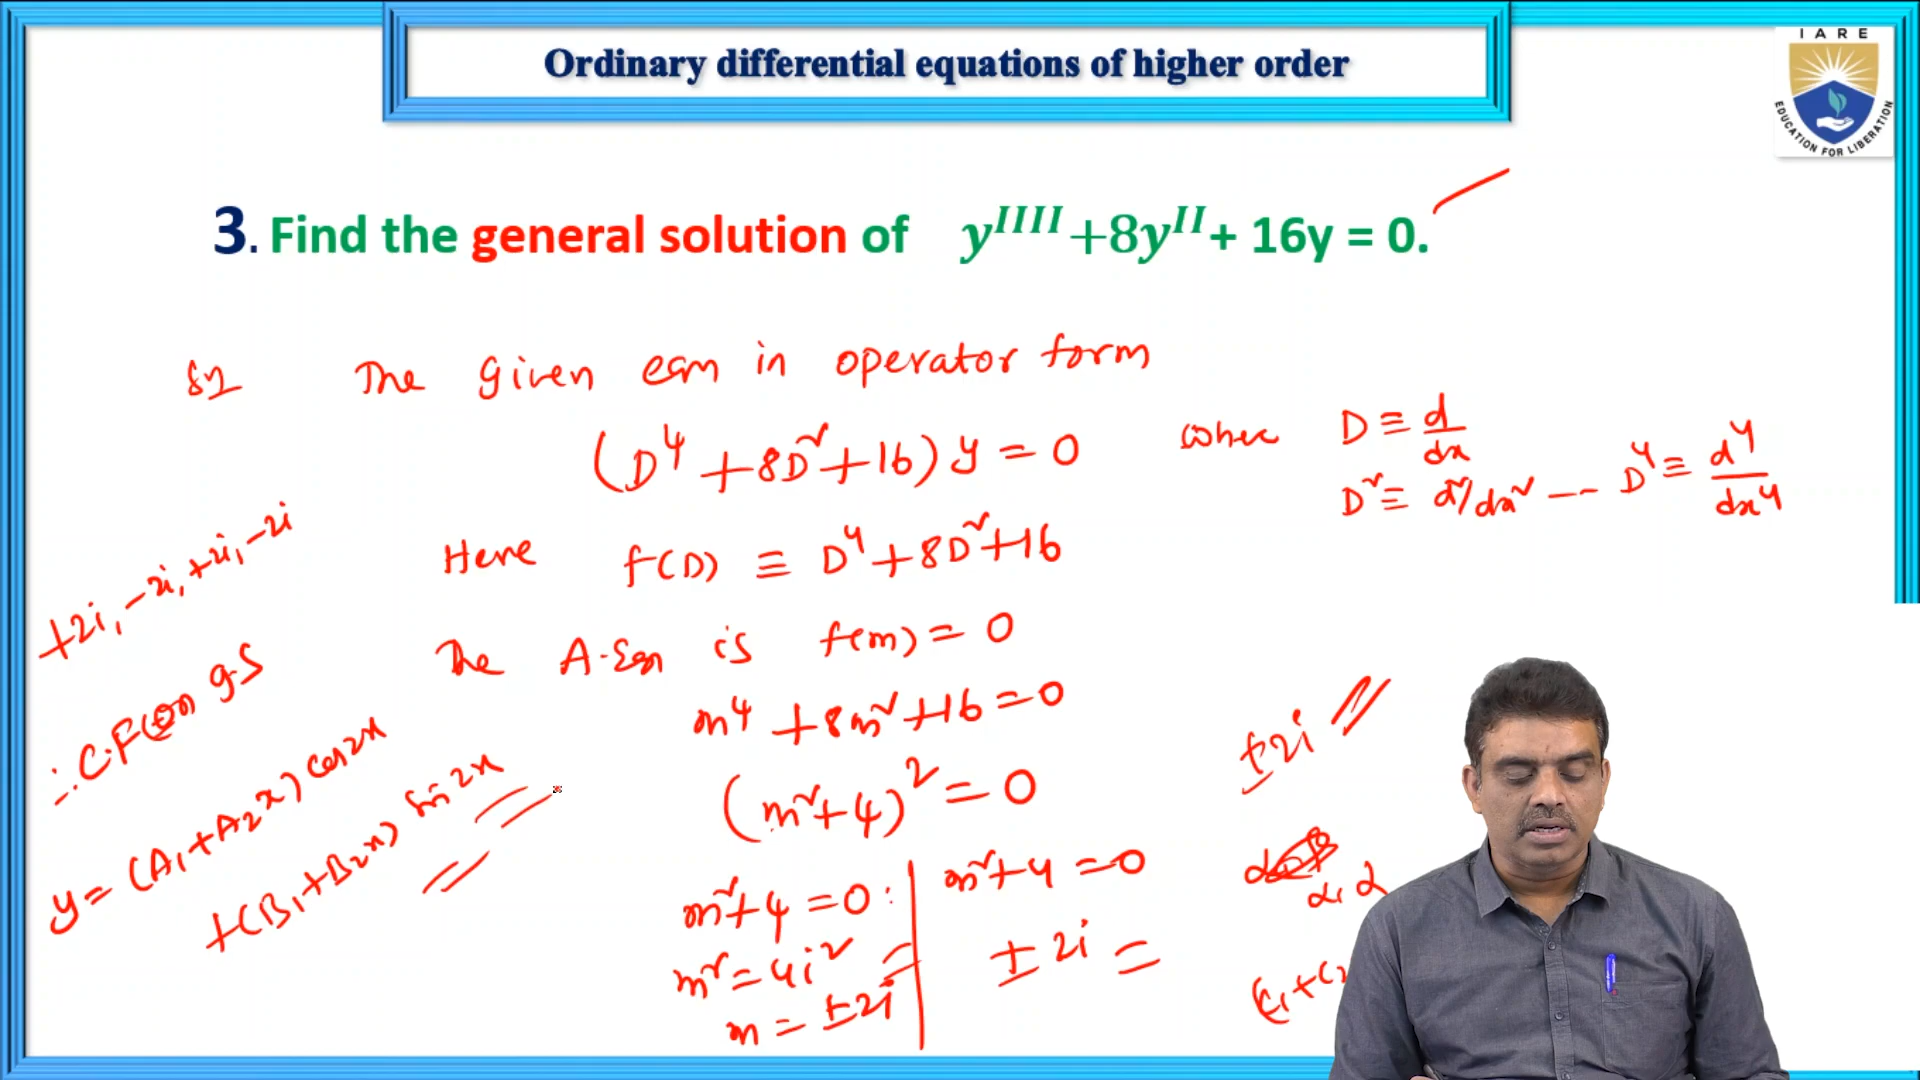 Ordinary differential equations of higher order
IARE
EDUCATION FOR LIBERATION
3. Find the general solution of y^IIII + 8y^II + 16y = 0.
The given eqn in operator form
(D⁴ + 8D² + 16) y = 0 where D ≡ d/dx
D² ≡ d²/dx² --- D⁴ ≡ d⁴/dx⁴
Here f(D) ≡ D⁴ + 8D² + 16
The A.Eqn is f(m) = 0
m⁴ + 8m² + 16 = 0
(m² + 4)² = 0
m² + 4 = 0 : m² + 4 = 0
m² = 4i² = ± 2i =
m = ±2i
±2i
+2i, -2i, +2i, -2i
∴ C.F (or) g.S
y = (A₁ + A₂x) cos2x
+ (B₁ + B₂x) sin 2x
α, α